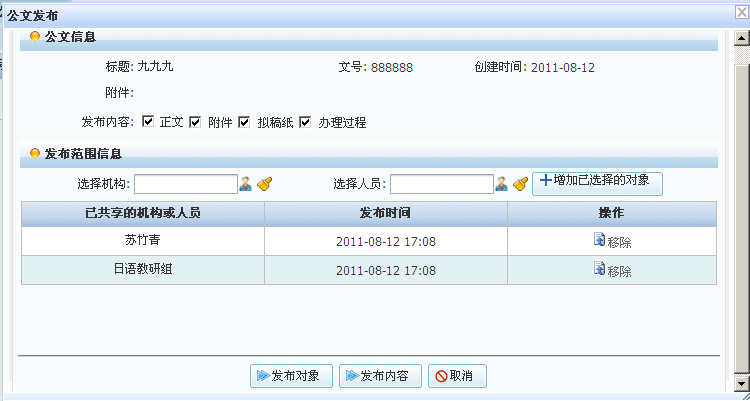 公文发布
公文信息
标题: 九九九 文号: 888888 创建时间: 2011-08-12
附件:
发布内容: 正文 附件 拟稿纸 办理过程
发布范围信息
选择机构: 选择人员: 增加已选择的对象
已共享的机构或人员 发布时间 操作
苏竹青 2011-08-12 17:08 移除
日语教研组 2011-08-12 17:08 移除
发布对象 发布内容 取消